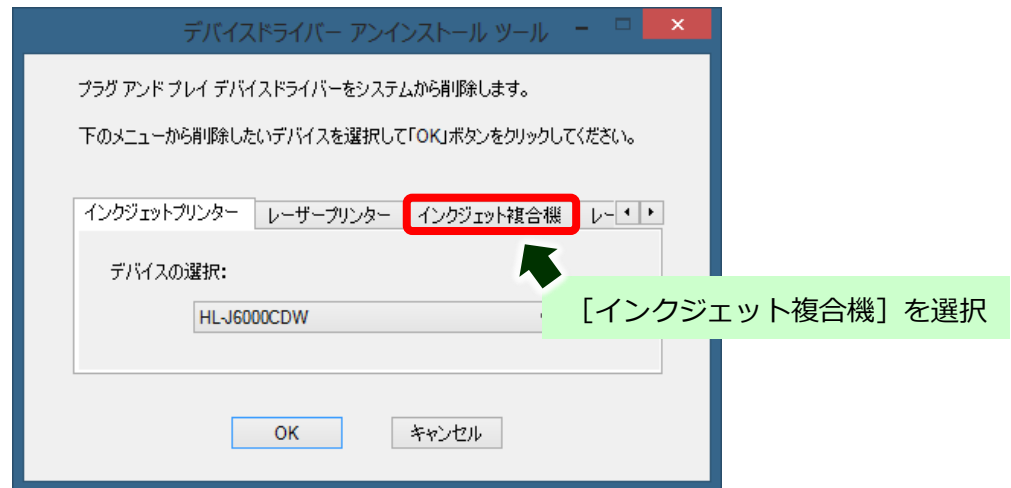 デバイスドライバー アンインストール ツール
プラグ アンド プレイ デバイスドライバーをシステムから削除します。
下のメニューから削除したいデバイスを選択して「OK」ボタンをクリックしてください。
インクジェットプリンター レーザープリンター インクジェット複合機 レー
デバイスの選択:
HL-J6000CDW
［インクジェット複合機］を選択
OK キャンセル